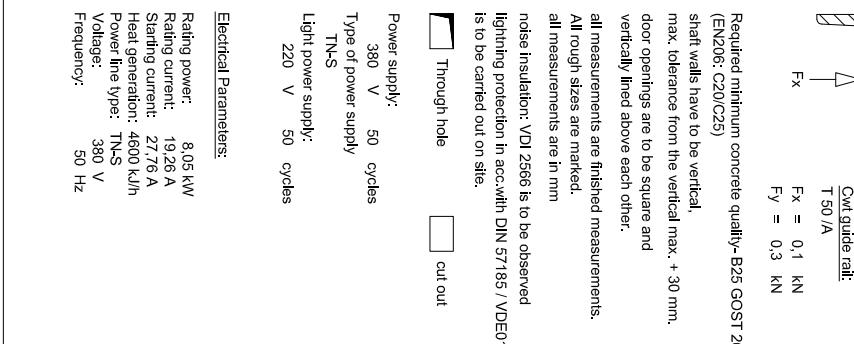 Fx
Cwt guide rail:
T 50 /A
Fx = 0,1 kN
Fy = 0,3 kN
Required minimum concrete quality- B25 GOST
(EN206: C20/C25)
shaft walls have to be vertical,
max. tolerance from the vertical max. + 30 mm.
door openings are to be square and
vertically lined above each other.
all measurements are finished measurements.
All rough sizes are marked.
all measurements are in mm
noise insulation: VDI 2566 is to be observed
lightning protection in acc.with DIN 57185 /
is to be carried out on site.
Through hole
cut out
Power supply:
380 V 50 cycles
Type of power supply
TN-S
Light power supply:
220 V 50 cycles
Electrical Parameters:
Rating power: 8,05 kW
Rating current: 19,26 A
Starting current: 27,76 A
Heat generation: 4600 kJ/h
Power line type: TN-S
Voltage: 380 V
Frequency: 50 Hz